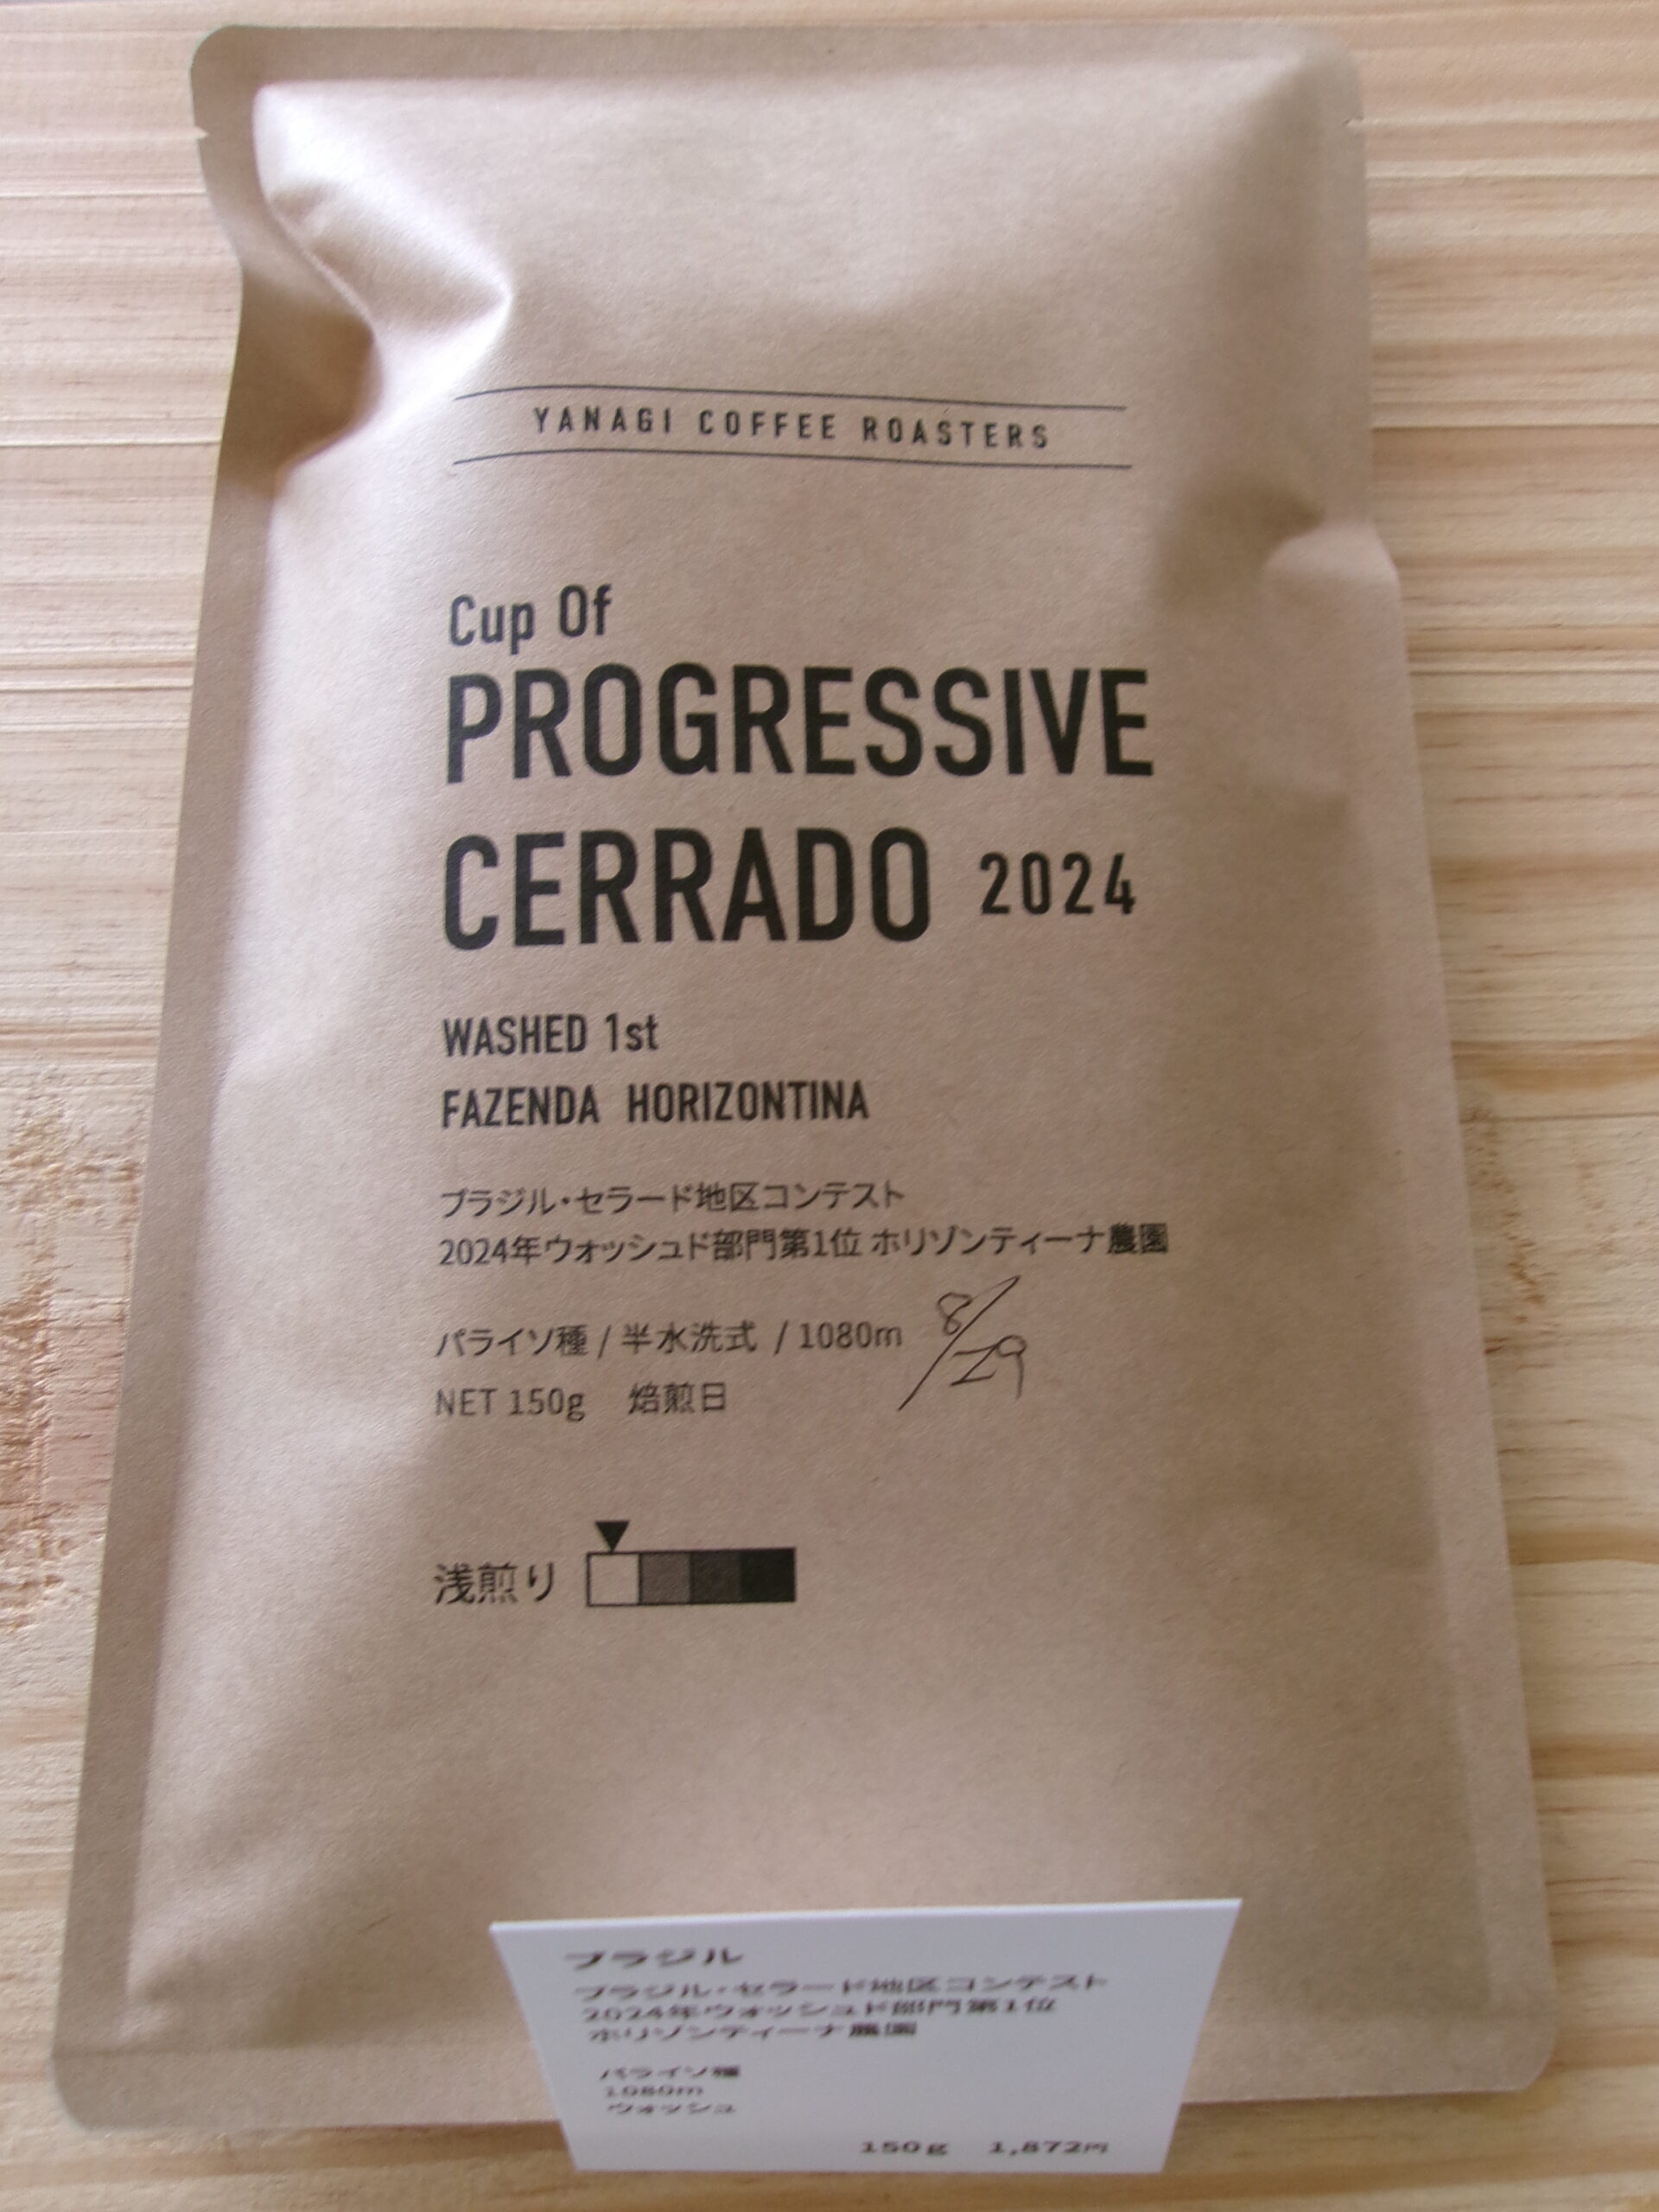 YANAGI COFFEE ROASTERS
Cup Of
PROGRESSIVE
CERRADO 2024
WASHED 1st
FAZENDA HORIZONTINA
ブラジル・セラード地区コンテスト
2024年ウォッシュド部門第1位 ホリゾンティーナ農園
パライソ種 / 半水洗式 / 1080m
8/29
NET 150g 焙煎日
浅煎り
ブラジル
ブラジル・セラード地区コンテスト
2024年ウォッシュド部門第1位
ホリゾンティーナ農園
パライソ種
1080m
ウォッシュ
150g 1,872円